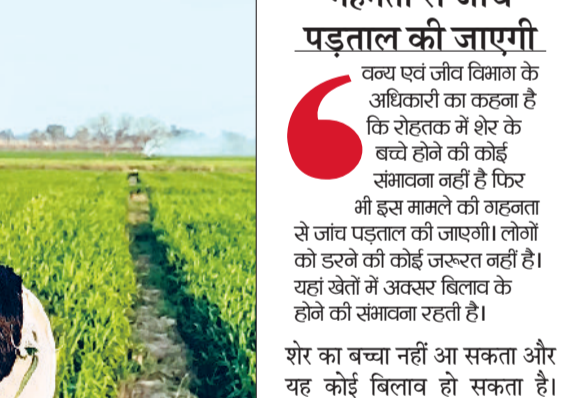 गहनता से जांच
पड़ताल की जाएगी
वन्य एवं जीव विभाग के
अधिकारी का कहना है
कि रोहतक में शेर के
बच्चे होने की कोई
संभावना नहीं है फिर
भी इस मामले की गहनता
से जांच पड़ताल की जाएगी। लोगों
को डरने की कोई जरूरत नहीं है।
यहां खेतों में अक्सर बिलाव के
होने की संभावना रहती है।
शेर का बच्चा नहीं आ सकता और
यह कोई बिलाव हो सकता है।